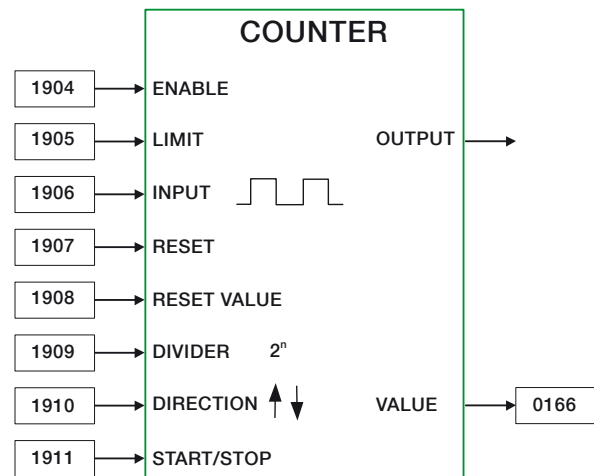 COUNTER
1904 ENABLE
1905 LIMIT OUTPUT
1906 INPUT
1907 RESET
1908 RESET VALUE
1909 DIVIDER 2ⁿ
1910 DIRECTION VALUE 0166
1911 START/STOP